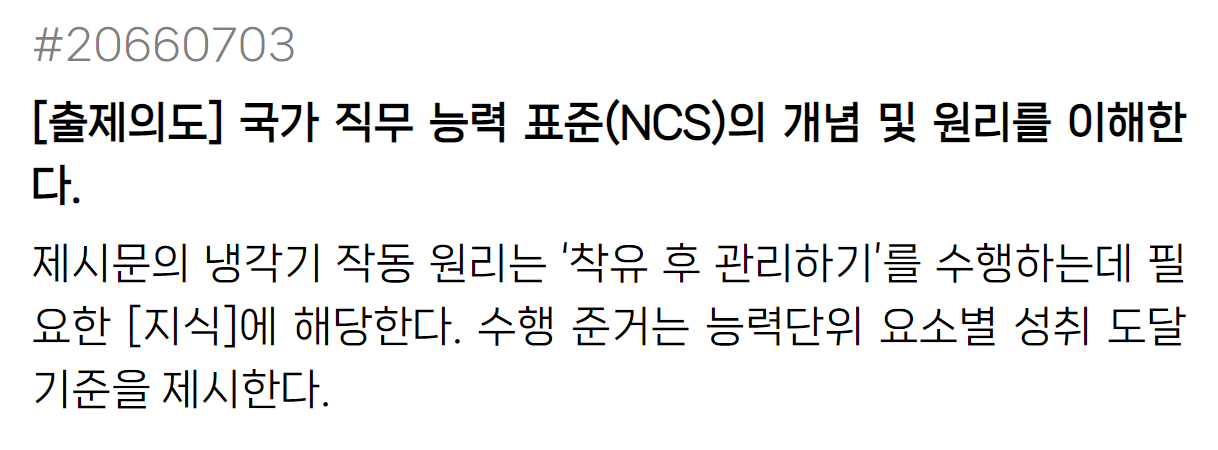 #20660703
[출제의도] 국가 직무 능력 표준(NCS)의 개념 및 원리를 이해한
다.
제시문의 냉각기 작동 원리는 '착유 후 관리하기'를 수행하는데 필
요한 [지식]에 해당한다. 수행 준거는 능력단위 요소별 성취 도달
기준을 제시한다.